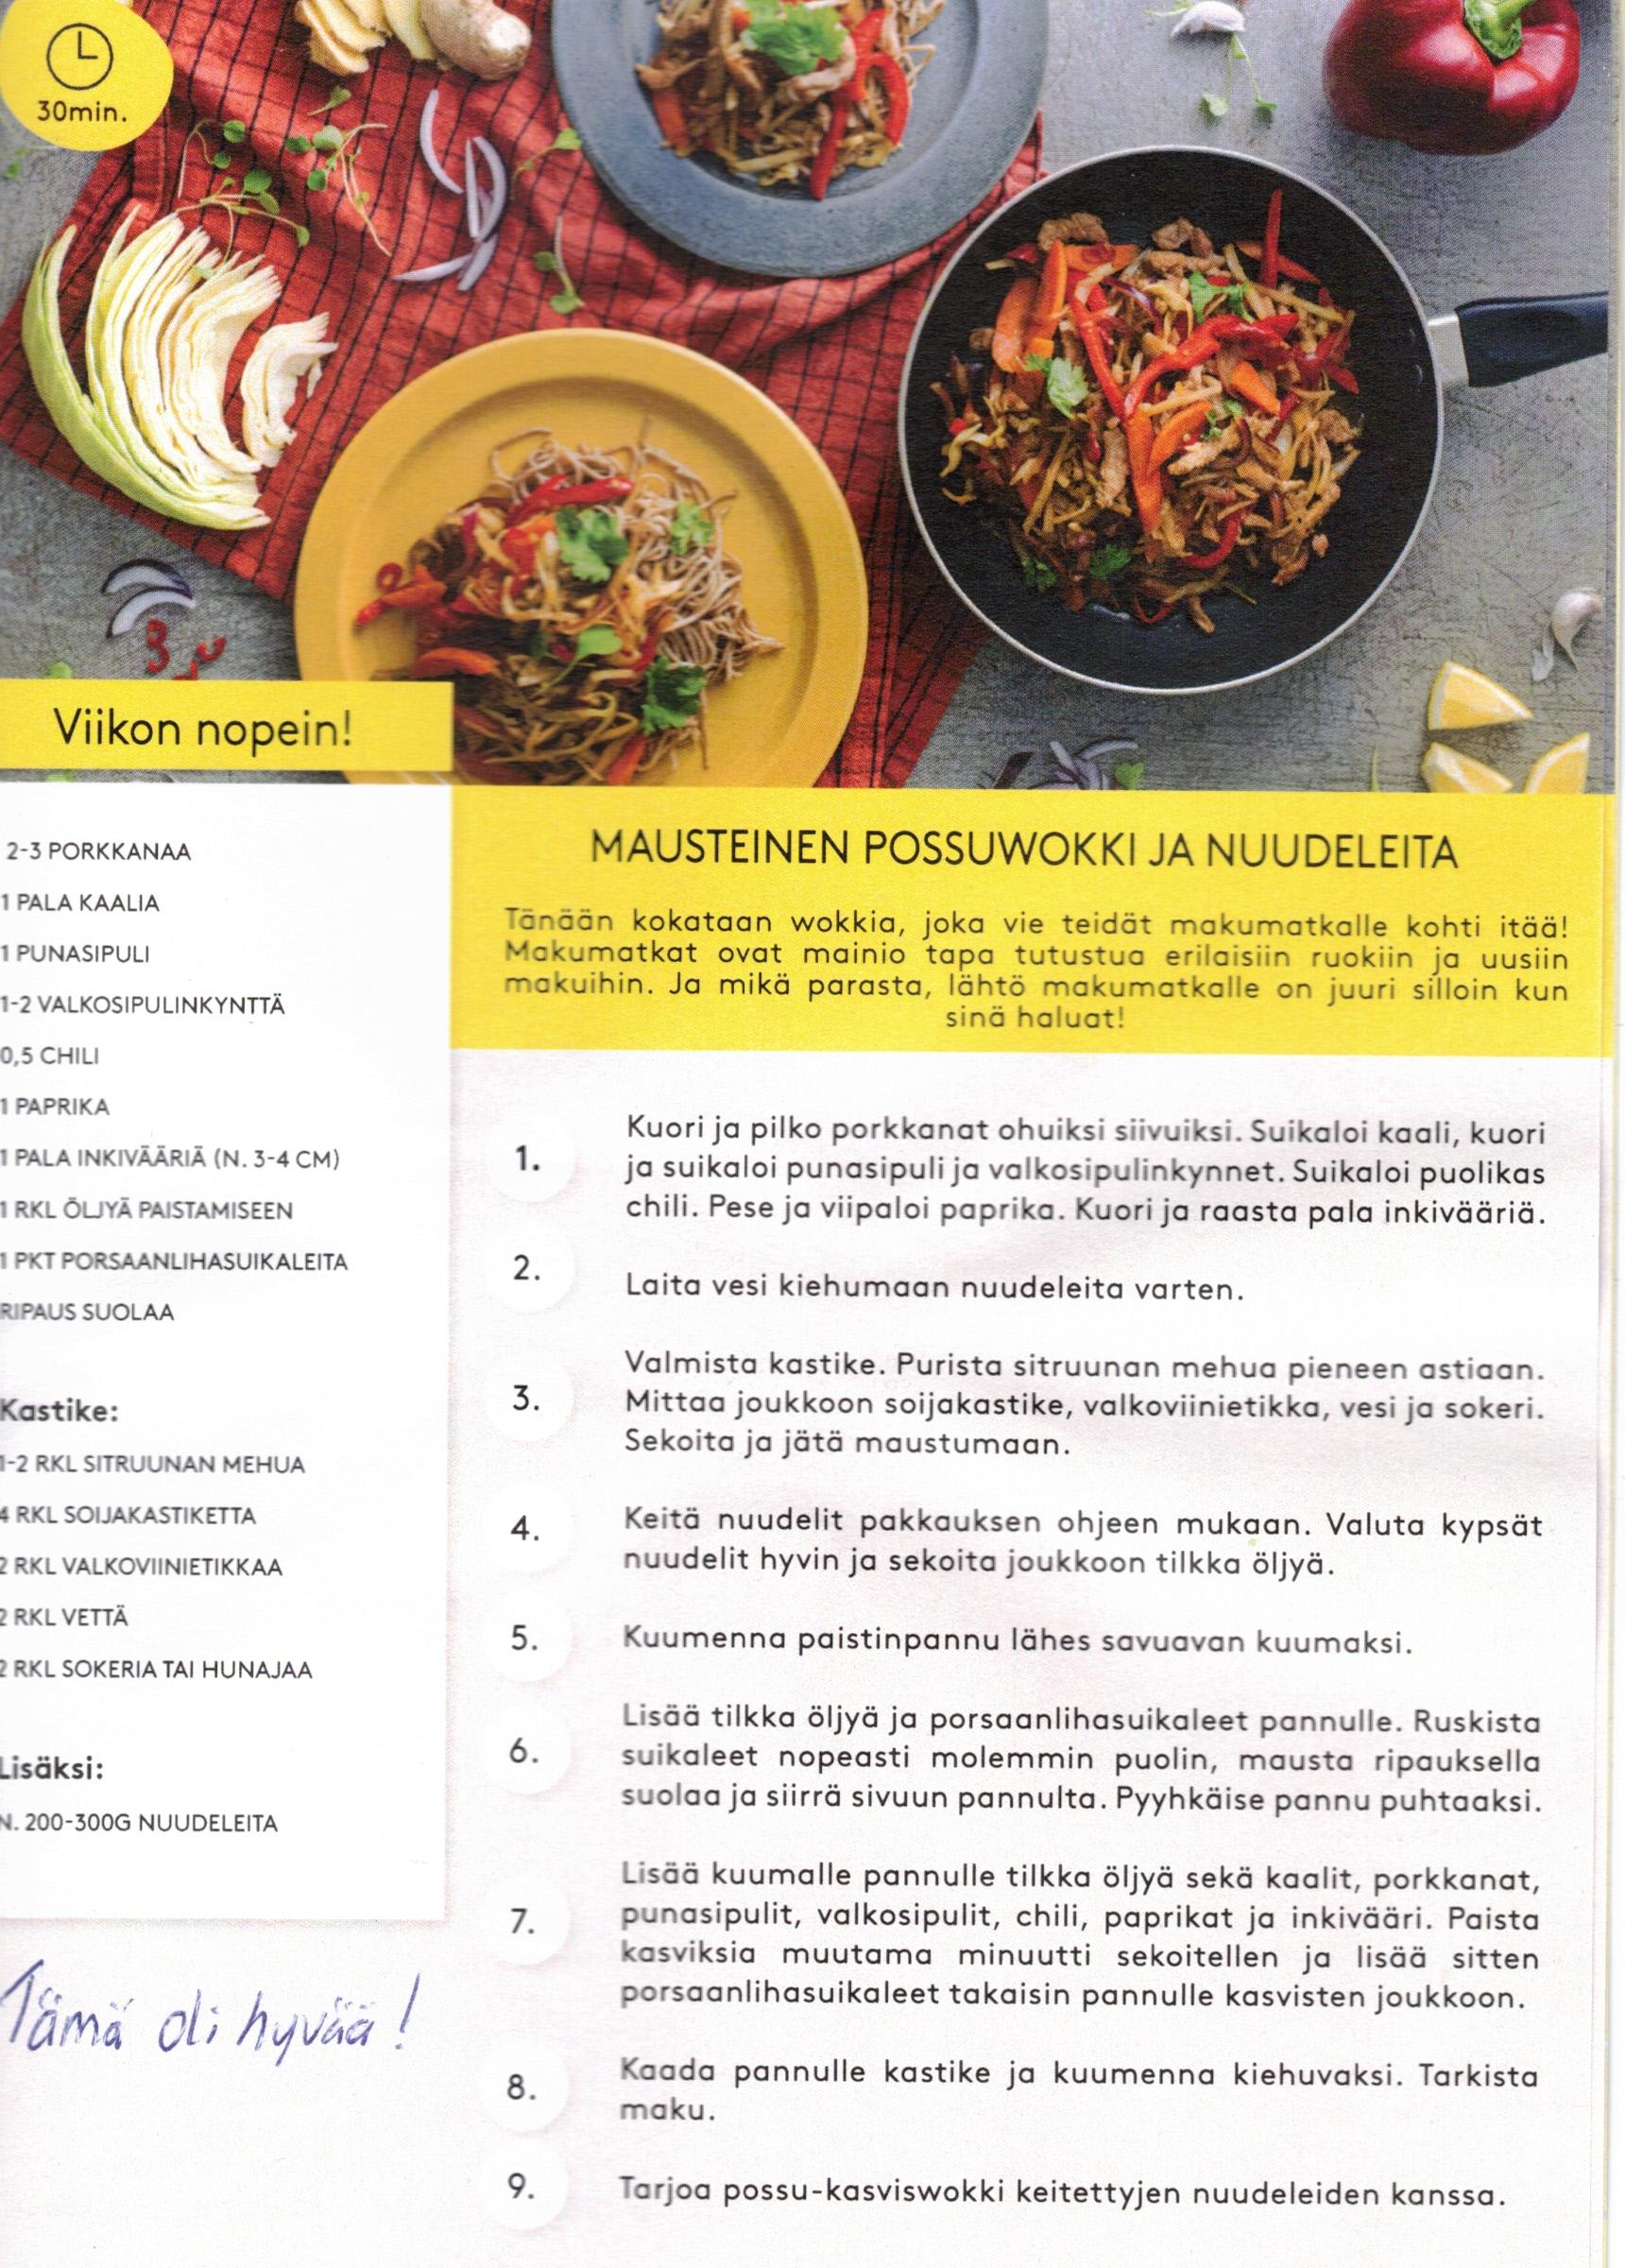 30min.
Viikon nopein!
2-3 PORKKANAA
1 PALA KAALIA
1 PUNASIPULI
1-2 VALKOSIPULINKYNTTÄ
0,5 CHILI
1 PAPRIKA
1 PALA INKIVÄÄRIÄ (N. 3-4 CM)
1 RKL ÖLJYÄ PAISTAMISEEN
1 PKT PORSAANLIHASUIKALEITA
RIPAUS SUOLAA
Kastike:
1-2 RKL SITRUUNAN MEHUA
4 RKL SOIJAKASTIKETTA
2 RKL VALKOVIINIETIKKAA
2 RKL VETTÄ
2 RKL SOKERIA TAI HUNAJAA
Lisäksi:
N. 200-300G NUUDELEITA
Tämä oli hyvää!
MAUSTEINEN POSSUWOKKI JA NUUDELEITA
Tänään kokataan wokkia, joka vie teidät makumatkalle kohti itää!
Makumatkat ovat mainio tapa tutustua erilaisiin ruokiin ja uusiin
makuihin. Ja mikä parasta, lähtö makumatkalle on juuri silloin kun
sinä haluat!
1. Kuori ja pilko porkkanat ohuiksi siivuiksi. Suikaloi kaali, kuori
ja suikaloi punasipuli ja valkosipulinkynnet. Suikaloi puolikas
chili. Pese ja viipaloi paprika. Kuori ja raasta pala inkivääriä.
2. Laita vesi kiehumaan nuudeleita varten.
3. Valmista kastike. Purista sitruunan mehua pieneen astiaan.
Mittaa joukkoon soijakastike, valkoviinietikka, vesi ja sokeri.
Sekoita ja jätä maustumaan.
4. Keitä nuudelit pakkauksen ohjeen mukaan. Valuta kypsät
nuudelit hyvin ja sekoita joukkoon tilkka öljyä.
5. Kuumenna paistinpannu lähes savuavan kuumaksi.
6. Lisää tilkka öljyä ja porsaanlihasuikaleet pannulle. Ruskista
suikaleet nopeasti molemmin puolin, mausta ripauksella
suolaa ja siirrä sivuun pannulta. Pyyhkäise pannu puhtaaksi.
7. Lisää kuumalle pannulle tilkka öljyä sekä kaalit, porkkanat,
punasipulit, valkosipulit, chili, paprikat ja inkivääri. Paista
kasviksia muutama minuutti sekoitellen ja lisää sitten
porsaanlihasuikaleet takaisin pannulle kasvisten joukkoon.
8. Kaada pannulle kastike ja kuumenna kiehuvaksi. Tarkista
maku.
9. Tarjoa possu-kasviswokki keitettyjen nuudeleiden kanssa.